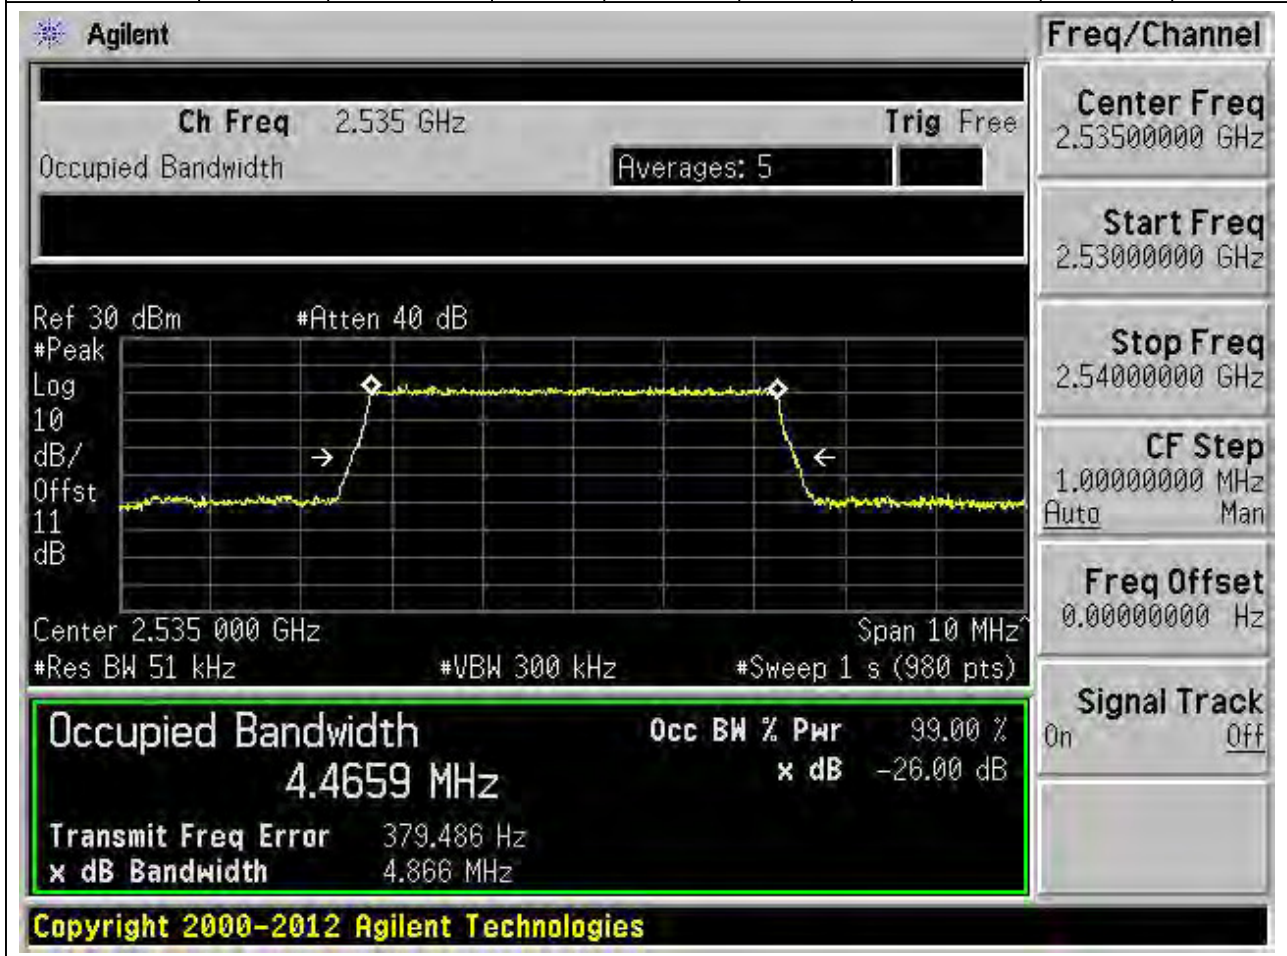 Agilent
Freq/Channel
Ch Freq 2.535 GHz Trig Free
Occupied Bandwidth Averages: 5
Center Freq
2.53500000 GHz
Start Freq
2.53000000 GHz
Stop Freq
2.54000000 GHz
CF Step
1.00000000 MHz
Auto Man
Freq Offset
0.00000000 Hz
Signal Track
On Off
Ref 30 dBm #Atten 40 dB
#Peak
Log
10
dB/
Offst
11
dB
Center 2.535 000 GHz Span 10 MHz^
#Res BW 51 kHz #VBW 300 kHz #Sweep 1 s (980 pts)
Occupied Bandwidth Occ BW % Pwr 99.00 %
4.4659 MHz x dB -26.00 dB
Transmit Freq Error 379.486 Hz
x dB Bandwidth 4.866 MHz
Copyright 2000-2012 Agilent Technologies